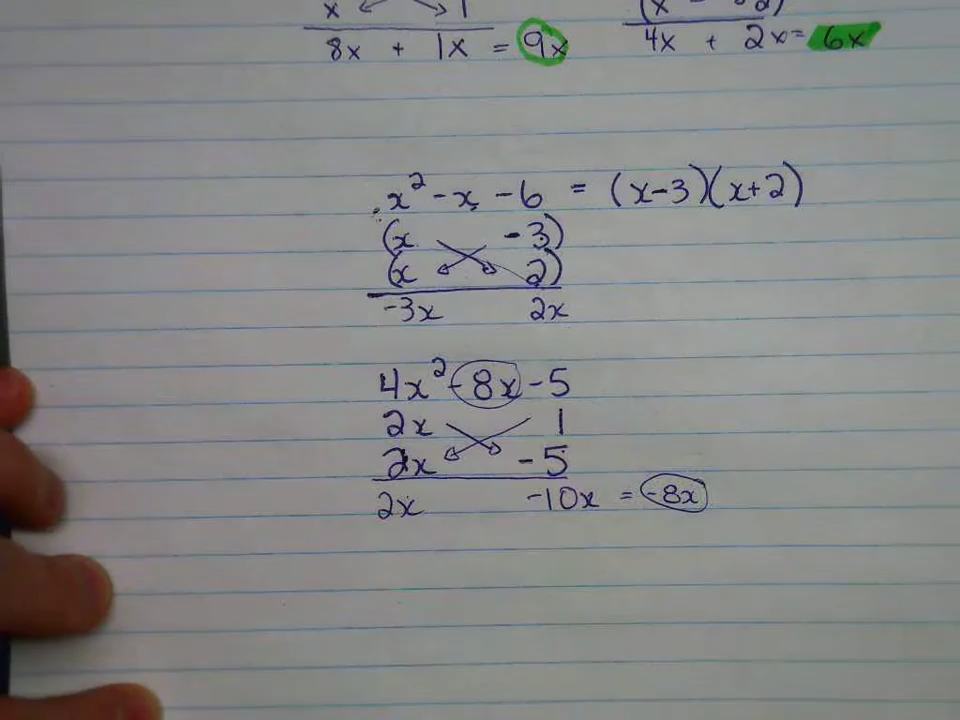 x 1
8x + 1x = 9x
4x + 2x = 6x
x² - x - 6 = (x-3)(x+2)
(x -3)
(x 2)
-3x 2x
4x² - 8x - 5
2x 1
2x -5
2x -10x = -8x